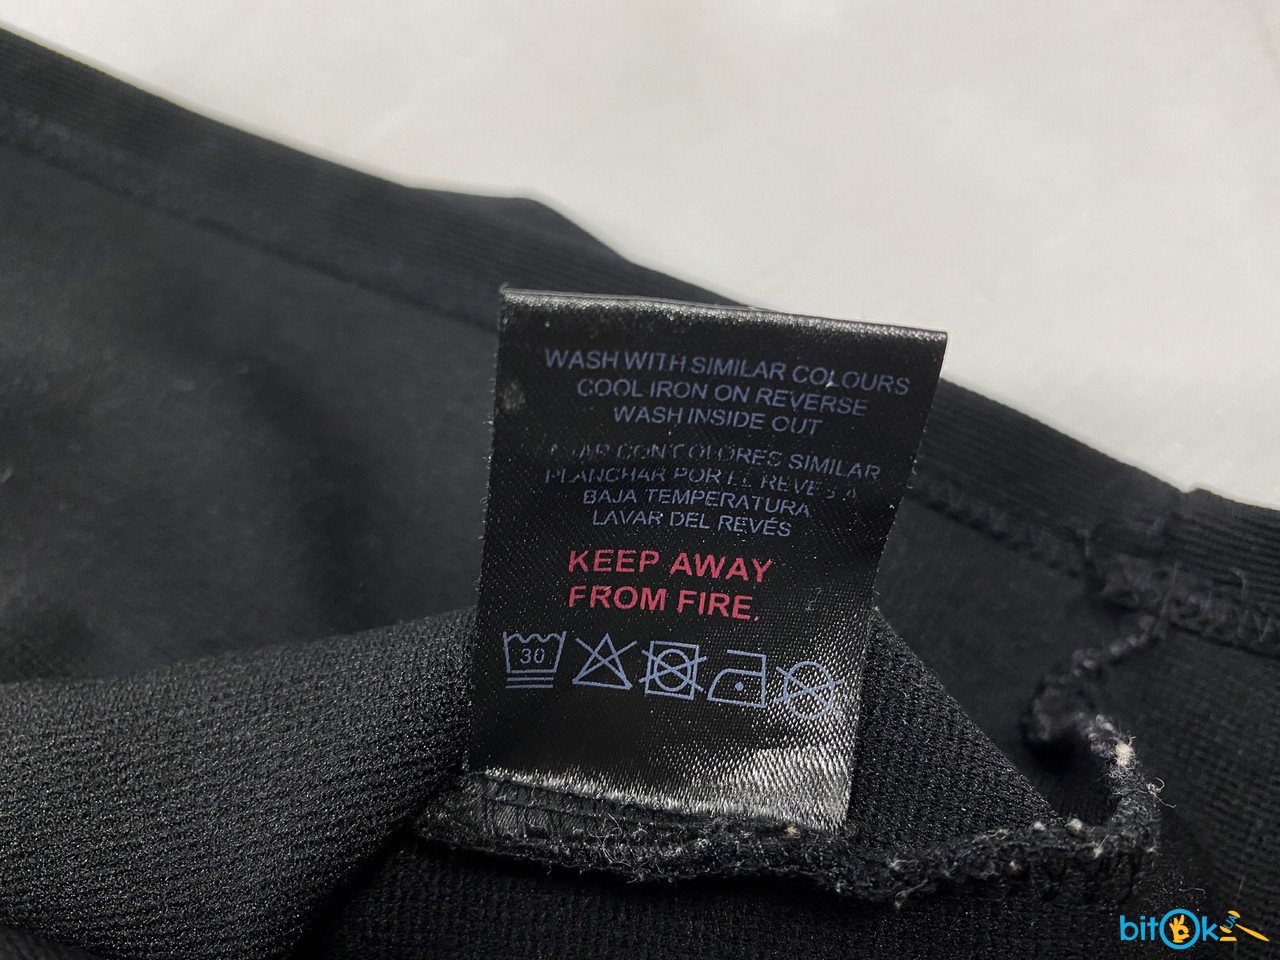 WASH WITH SIMILAR COLOURS
COOL IRON ON REVERSE
WASH INSIDE OUT
CON COLORES SIMILAR
PLANCHAR POR EL A
BAJA TEMPERATURA
LAVAR DEL REVÉS
KEEP AWAY
FROM FIRE.
30
bitOk
UA